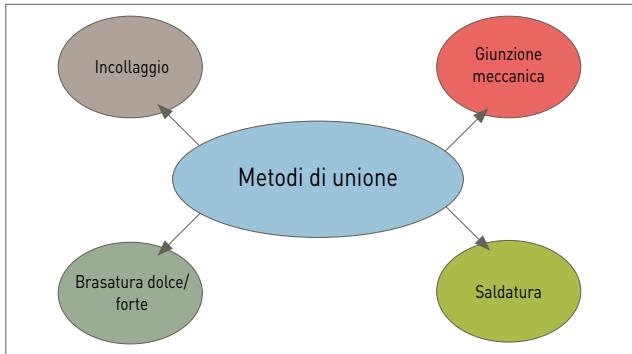 Incollaggio
Giunzione
meccanica
Metodi di unione
Brasatura dolce/
forte
Saldatura